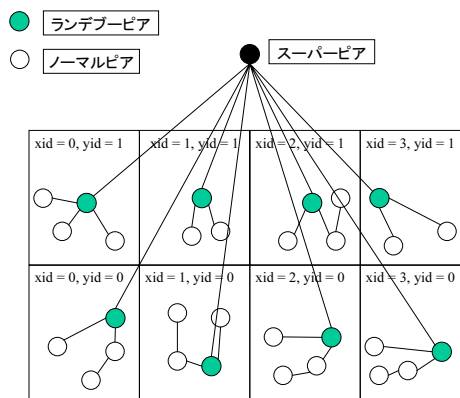 ランデブーピア
ノーマルピア
スーパーピア
xid = 0, yid = 1
xid = 1, yid = 1
xid = 2, yid = 1
xid = 3, yid = 1
xid = 0, yid = 0
xid = 1, yid = 0
xid = 2, yid = 0
xid = 3, yid = 0